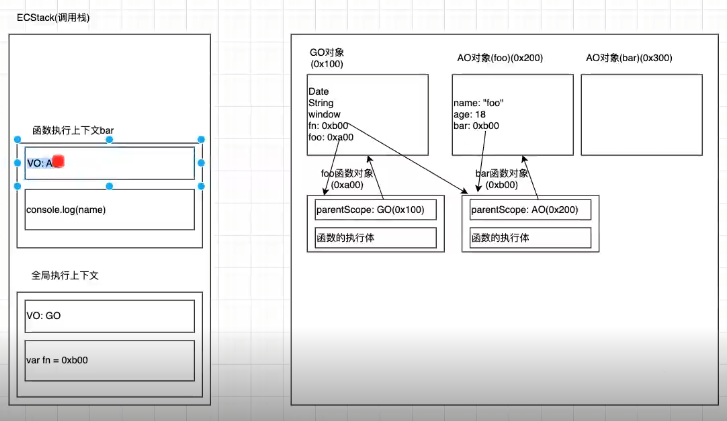 ECStack(调用栈)
函数执行上下文bar
VO: A
console.log(name)
全局执行上下文
VO: GO
var fn = 0xb00
GO对象
(0x100)
Date
String
window
fn: 0xb00
foo: 0xa00
AO对象(foo)(0x200)
name: "foo"
age: 18
bar: 0xb00
AO对象(bar)(0x300)
foo函数对象
(0xa00)
parentScope: GO(0x100)
函数的执行体
bar函数对象
(0xb00)
parentScope: AO(0x200)
函数的执行体